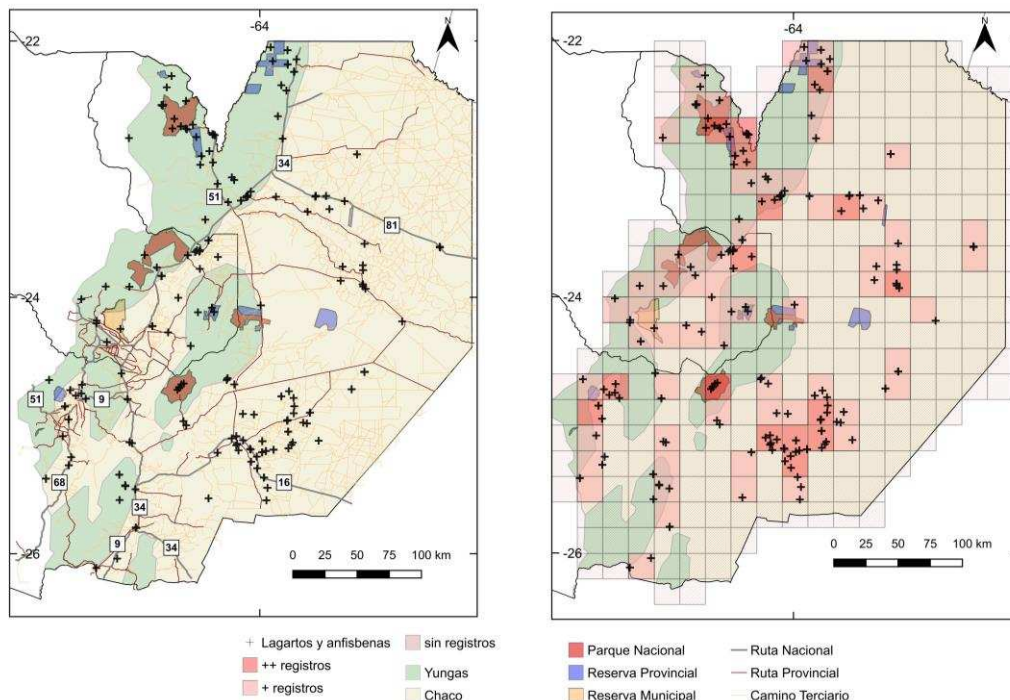 -64
-22
N
34
51
81
-24
51
9
68
16
34
-26
9
34
0 25 50 75 100 km
-64
-22
N
-24
-26
0 25 50 75 100 km
Lagartos y anfisbenas
++ registros
+ registros
sin registros
Yungas
Chaco
Parque Nacional
Reserva Provincial
Reserva Municipal
Ruta Nacional
Ruta Provincial
Camino Terciario